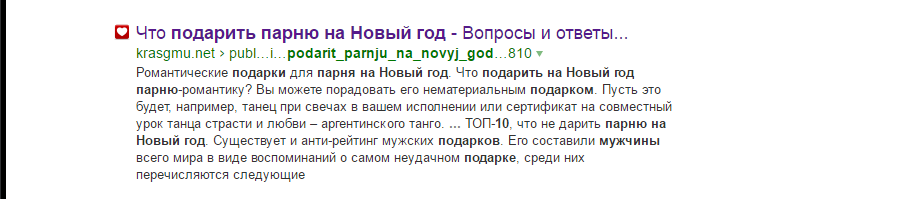 Что подарить парню на Новый год - Вопросы и ответы...
krasgmu.net › publ...i...podarit_parnju_na_novyj_god...810
Романтические подарки для парня на Новый год. Что подарить на Новый год
парню-романтику? Вы можете порадовать его нематериальным подарком. Пусть это
будет, например, танец при свечах в вашем исполнении или сертификат на совместный
урок танца страсти и любви – аргентинского танго. ... ТОП-10, что не дарить парню на
Новый год. Существует и анти-рейтинг мужских подарков. Его составили мужчины
всего мира в виде воспоминаний о самом неудачном подарке, среди них
перечисляются следующие